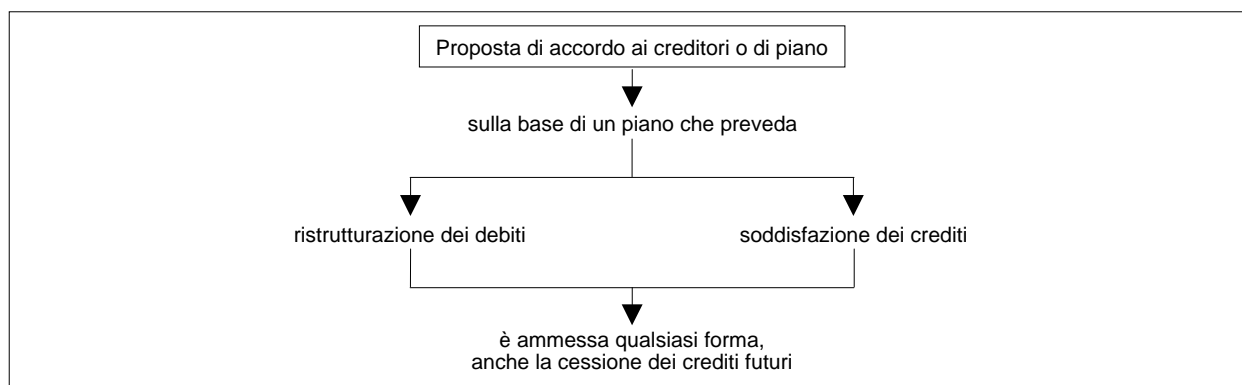 Proposta di accordo ai creditori o di piano
sulla base di un piano che preveda
ristrutturazione dei debiti
soddisfazione dei crediti
è ammessa qualsiasi forma,
anche la cessione dei crediti futuri